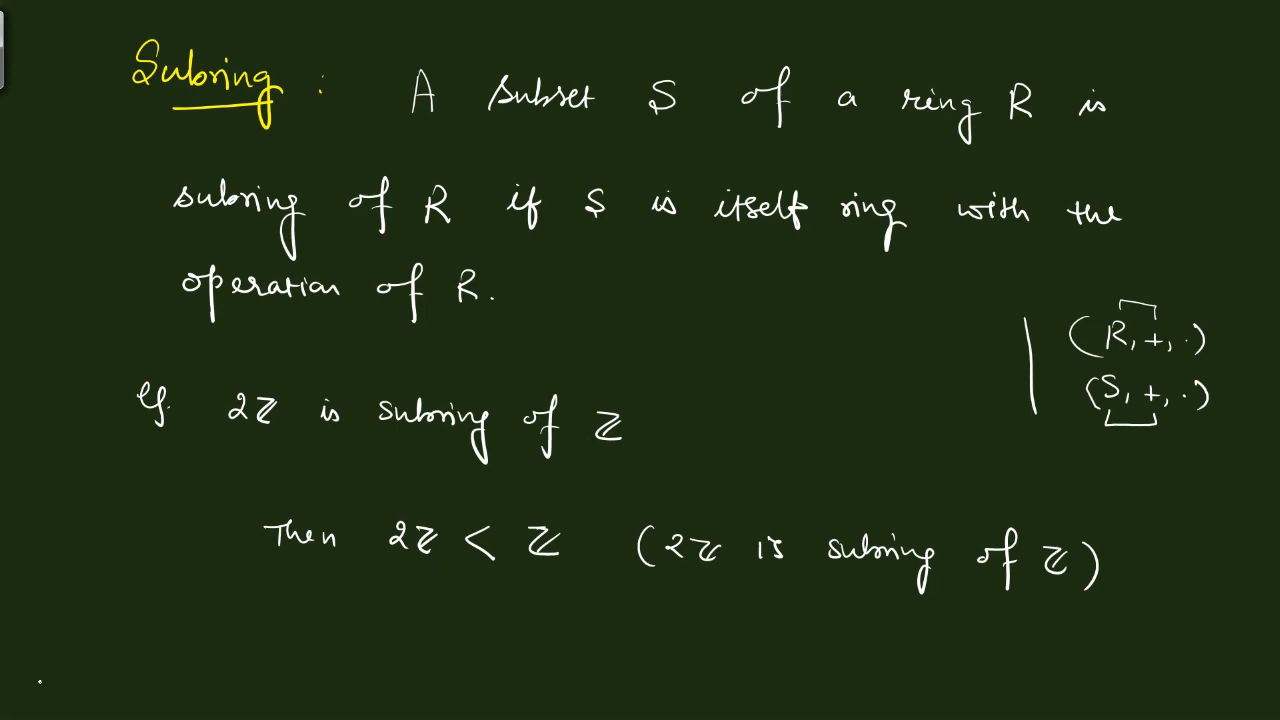 Subring : A subset S of a ring R is
subring of R if S is itself ring with the
operation of R.
(R, +, .)
(S, +, .)
Eg. 2ℤ is subring of ℤ
Then 2ℤ < ℤ (2ℤ is subring of ℤ)